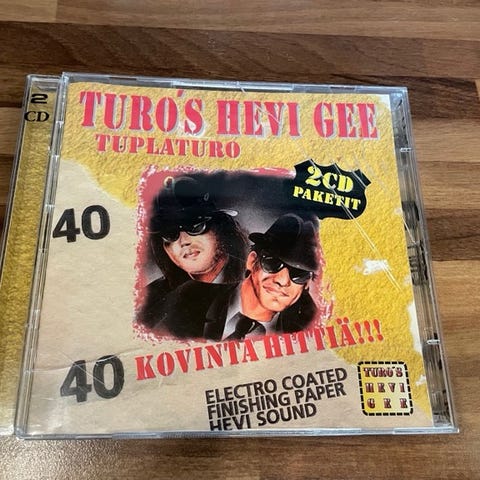 2
CD
TURO'S HEVI GEE
TUPLATURO
2CD
PAKETIT
40
40
KOVINTA HITTIÄ!!!
ELECTRO COATED
FINISHING PAPER
HEVI SOUND
TURO'S
HEVI
GEE